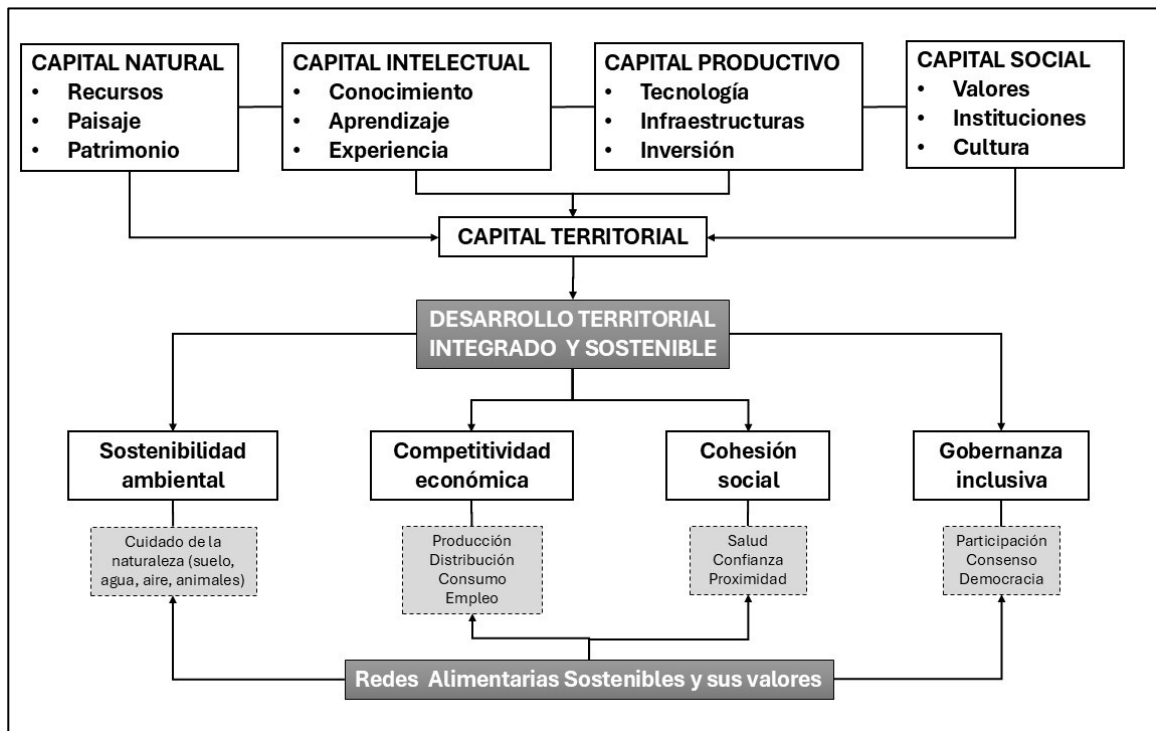 CAPITAL NATURAL
• Recursos
• Paisaje
• Patrimonio
CAPITAL INTELECTUAL
• Conocimiento
• Aprendizaje
• Experiencia
CAPITAL PRODUCTIVO
• Tecnología
• Infraestructuras
• Inversión
CAPITAL SOCIAL
• Valores
• Instituciones
• Cultura
CAPITAL TERRITORIAL
DESARROLLO TERRITORIAL
INTEGRADO Y SOSTENIBLE
Sostenibilidad
ambiental
Competitividad
económica
Cohesión
social
Gobernanza
inclusiva
Cuidado de la
naturaleza (suelo,
agua, aire, animales)
Producción
Distribución
Consumo
Empleo
Salud
Confianza
Proximidad
Participación
Consenso
Democracia
Redes Alimentarias Sostenibles y sus valores